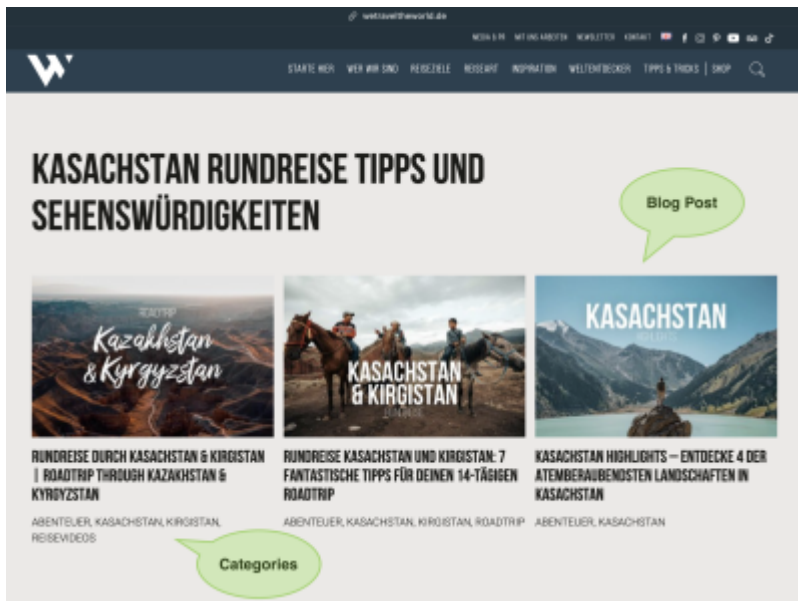 wetraveltheworld.de
MEDIA & PR MIT UNS ARBEITEN NEWSLETTER KONTAKT
STARTE HIER WER WIR SIND REISEZIELE REISEART INSPIRATION WELTENTDECKER TIPPS & TRICKS | SHOP
KASACHSTAN RUNDREISE TIPPS UND
SEHENSWÜRDIGKEITEN
Blog Post
ROADTRIP
Kazakhstan
& Kyrgyzstan
KASACHSTAN
& KIRGISTAN
RUNDREISE
KASACHSTAN
HIGHLIGHTS
RUNDREISE DURCH KASACHSTAN & KIRGISTAN
| ROADTRIP THROUGH KAZAKHSTAN &
KYRGYZSTAN
ABENTEUER, KASACHSTAN, KIRGISTAN,
REISEVIDEOS
RUNDREISE KASACHSTAN UND KIRGISTAN: 7
FANTASTISCHE TIPPS FÜR DEINEN 14-TÄGIGEN
ROADTRIP
ABENTEUER, KASACHSTAN, KIRGISTAN, ROADTRIP
KASACHSTAN HIGHLIGHTS – ENTDECKE 4 DER
ATEMBERAUBENDSTEN LANDSCHAFTEN IN
KASACHSTAN
ABENTEUER, KASACHSTAN
Categories